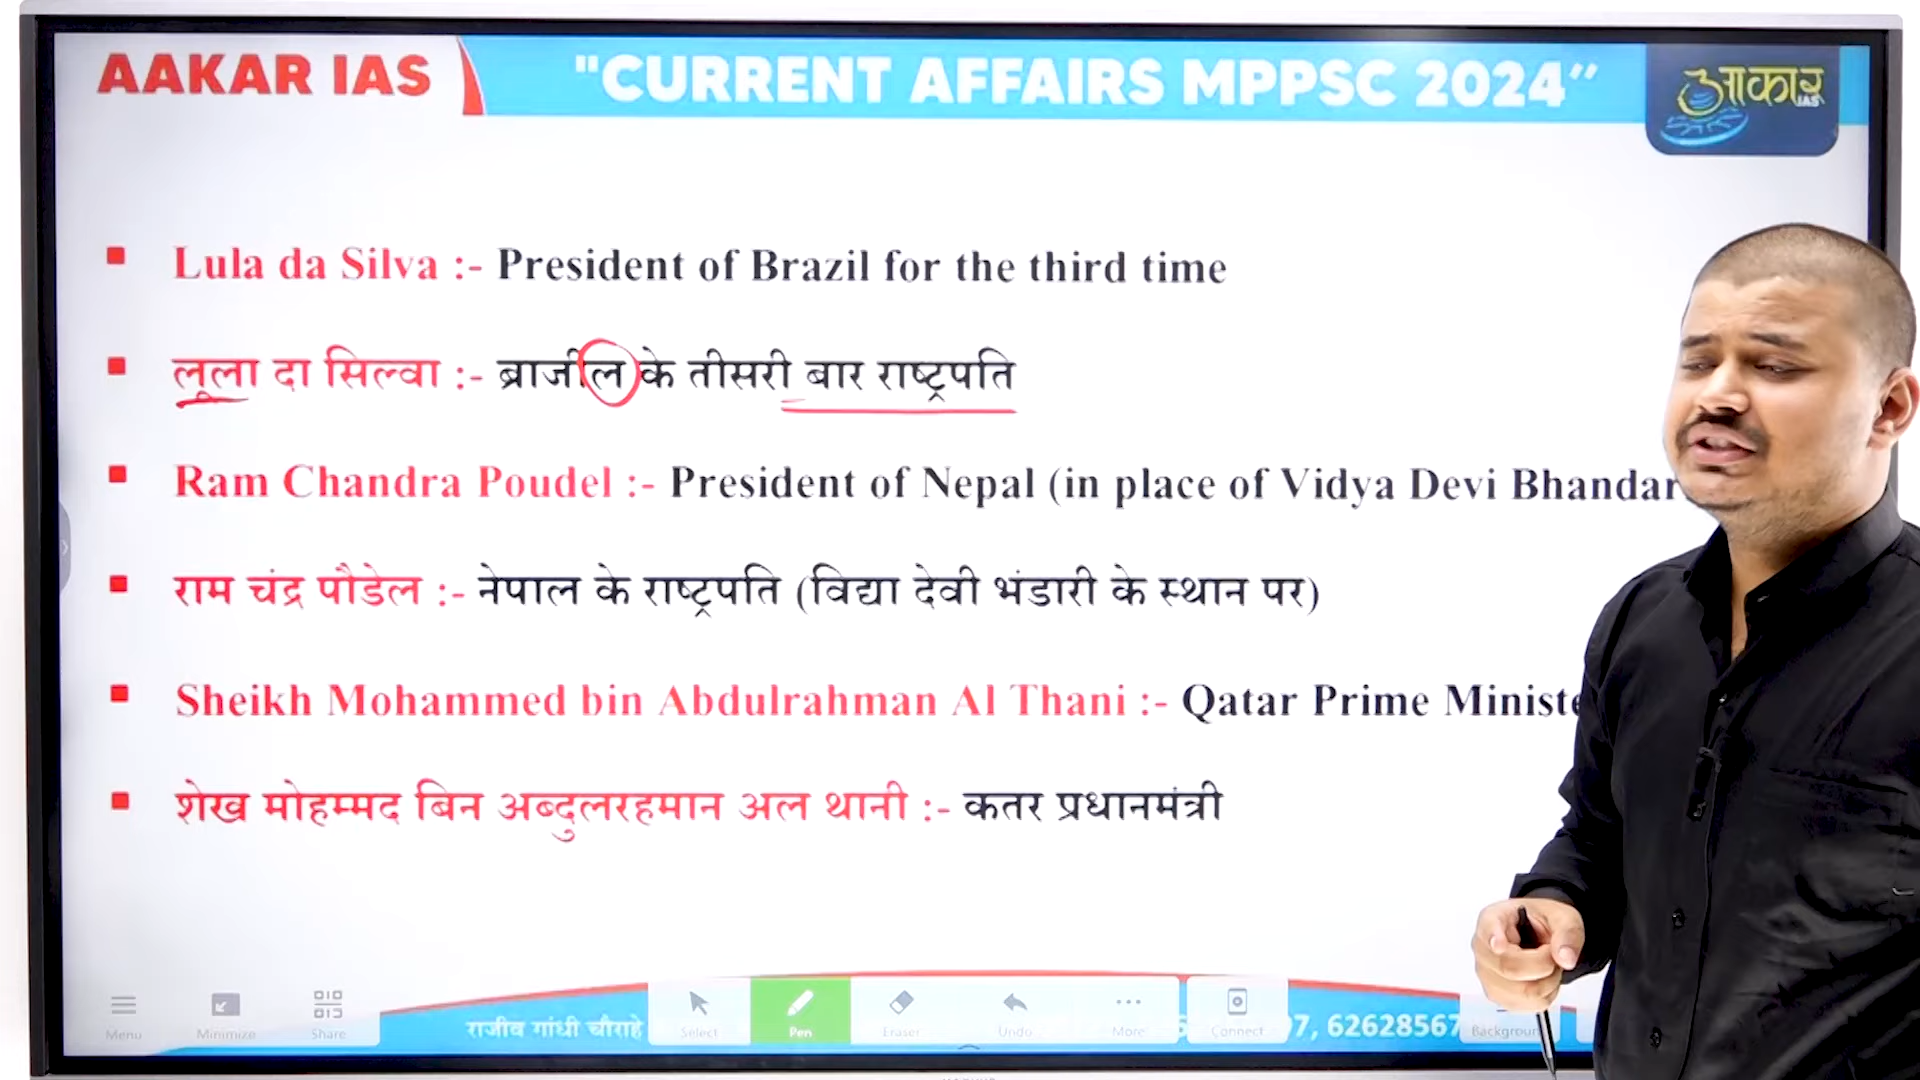 AAKAR IAS
"CURRENT AFFAIRS MPPSC 2024”
आकार
IAS
▪ Lula da Silva :- President of Brazil for the third time
▪ लूला दा सिल्वा :- ब्राजील के तीसरी बार राष्ट्रपति
▪ Ram Chandra Poudel :- President of Nepal (in place of Vidya Devi Bhandar
▪ राम चंद्र पौडेल :- नेपाल के राष्ट्रपति (विद्या देवी भंडारी के स्थान पर)
▪ Sheikh Mohammed bin Abdulrahman Al Thani :- Qatar Prime Ministe
▪ शेख मोहम्मद बिन अब्दुलरहमान अल थानी :- कतर प्रधानमंत्री
राजीव गांधी चौराहे 97, 62628567
Menu Minimize Share Select Pen Eraser Undo More Connect Backgroun